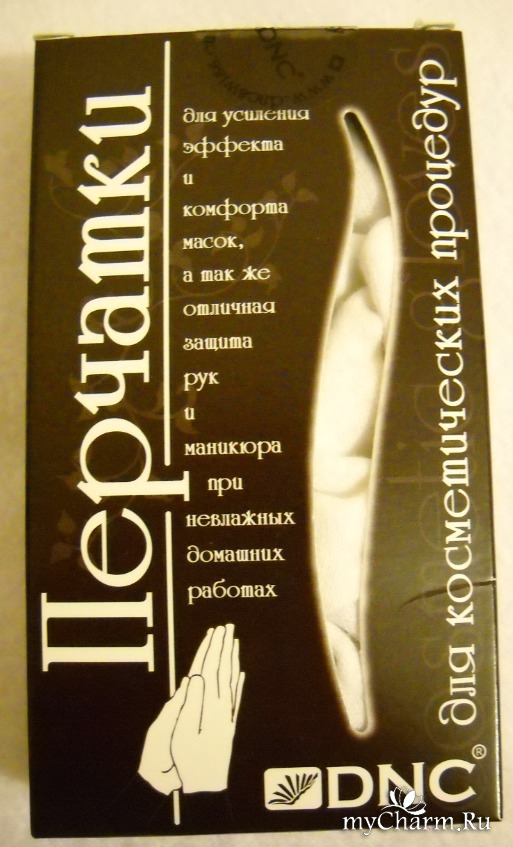 Перчатки
для усиления
эффекта
и
комфорта
масок,
а так же
отличная
защита
рук
и
маникюра
при
невлажных
домашних
работах
для косметических процедур
DNC®
DNC
myCharm.Ru